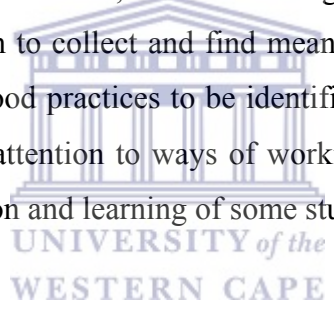 n to collect and find mean
ood practices to be identifi
attention to ways of work
on and learning of some stu
UNIVERSITY of the
WESTERN CAPE